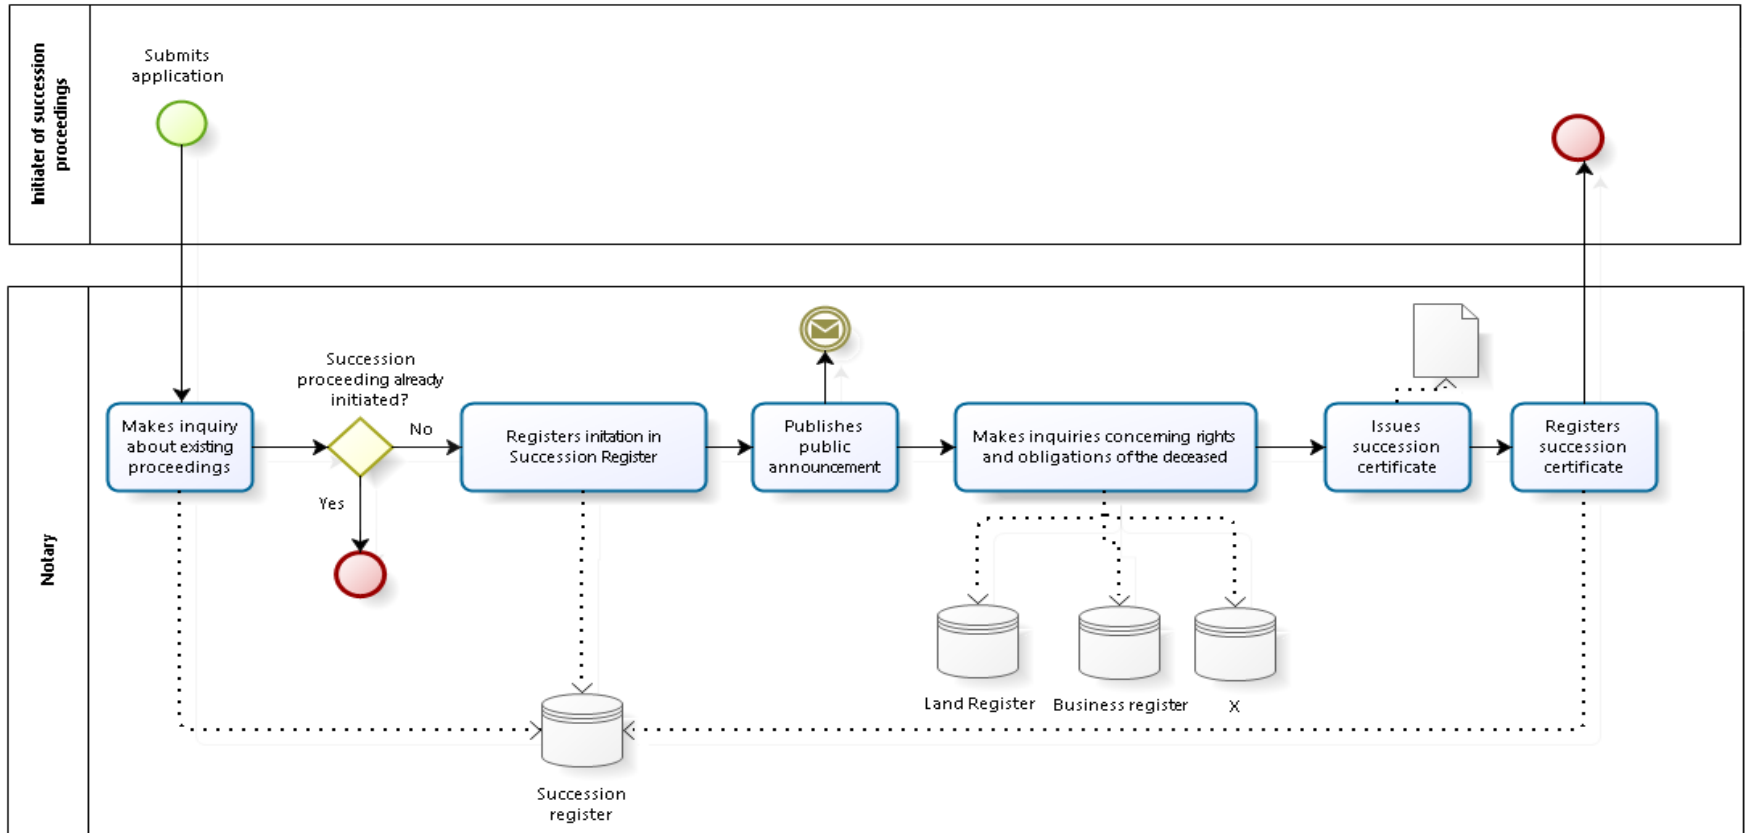 Initiater of succession
proceedings
Submits
application
Notary
Makes inquiry
about existing
proceedings
Succession
proceeding already
initiated?
No
Yes
Registers initation in
Succession Register
Publishes
public
announcement
Makes inquiries concerning rights
and obligations of the deceased
Issues
succession
certificate
Registers
succession
certificate
Land Register
Business register
X
Succession
register